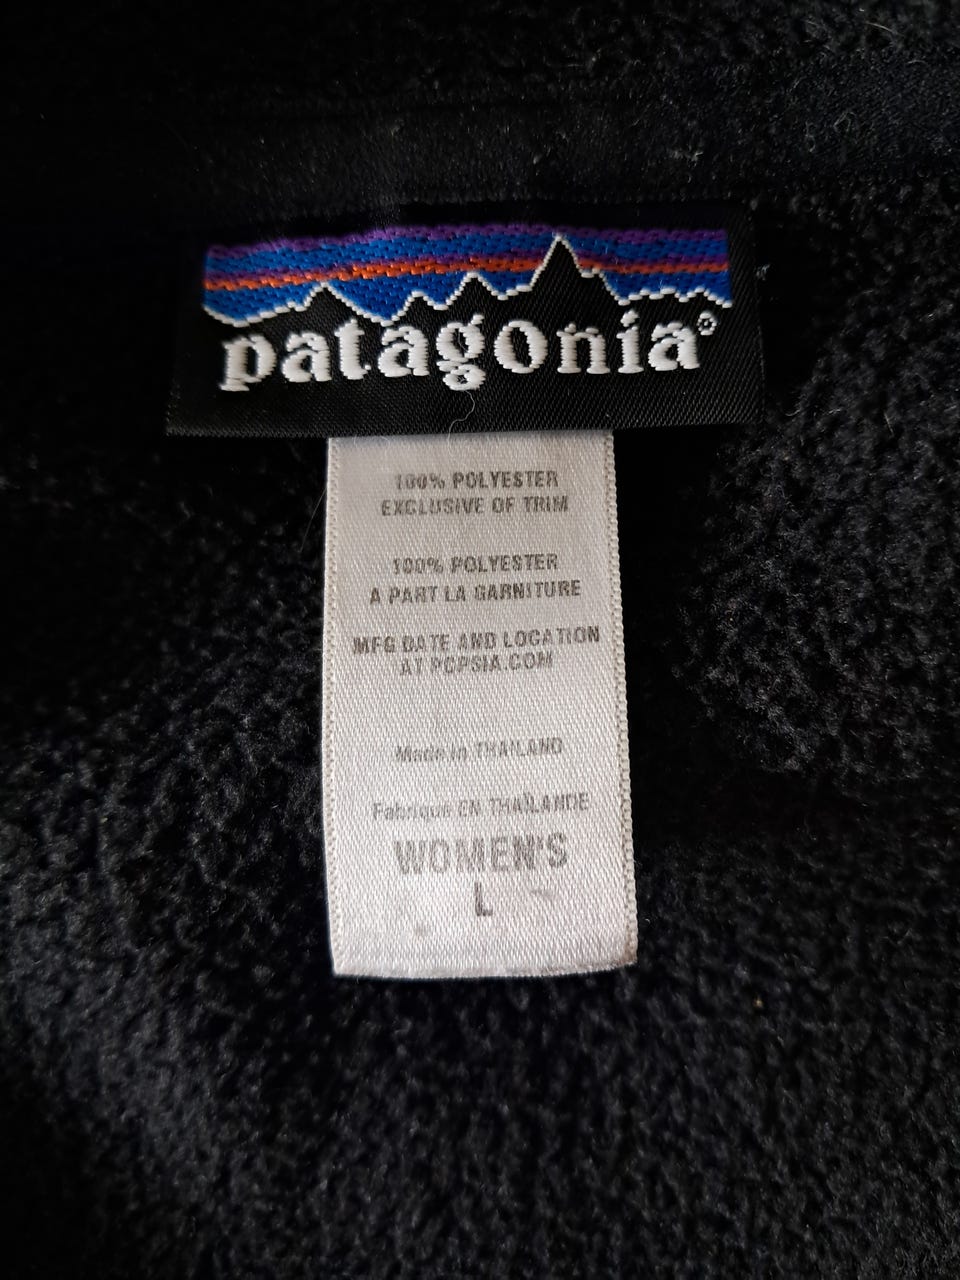 patagonia®
100% POLYESTER
EXCLUSIVE OF TRIM
100% POLYESTER
A PART LA GARNITURE
MFG DATE AND LOCATION
AT PCPSIA.COM
Made in THAILAND
Fabrique EN THAÏLANDE
WOMEN'S
L